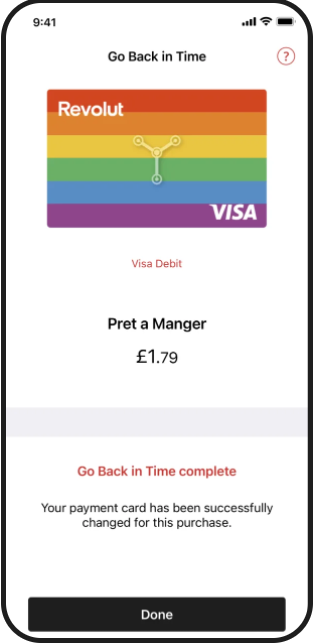 9:41
Go Back in Time
?
Revolut
VISA
Visa Debit
Pret a Manger
£1.79
Go Back in Time complete
Your payment card has been successfully
changed for this purchase.
Done